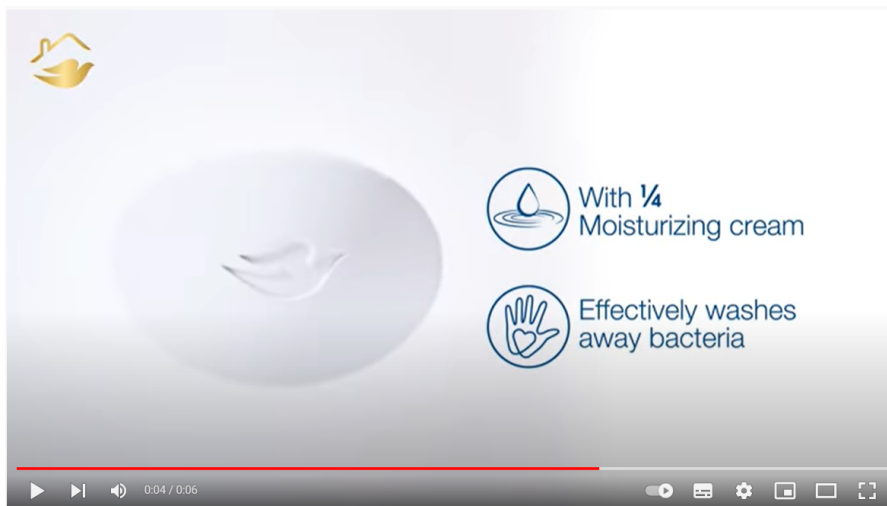 With ¼
Moisturizing cream
Effectively washes
away bacteria
0:04 / 0:06